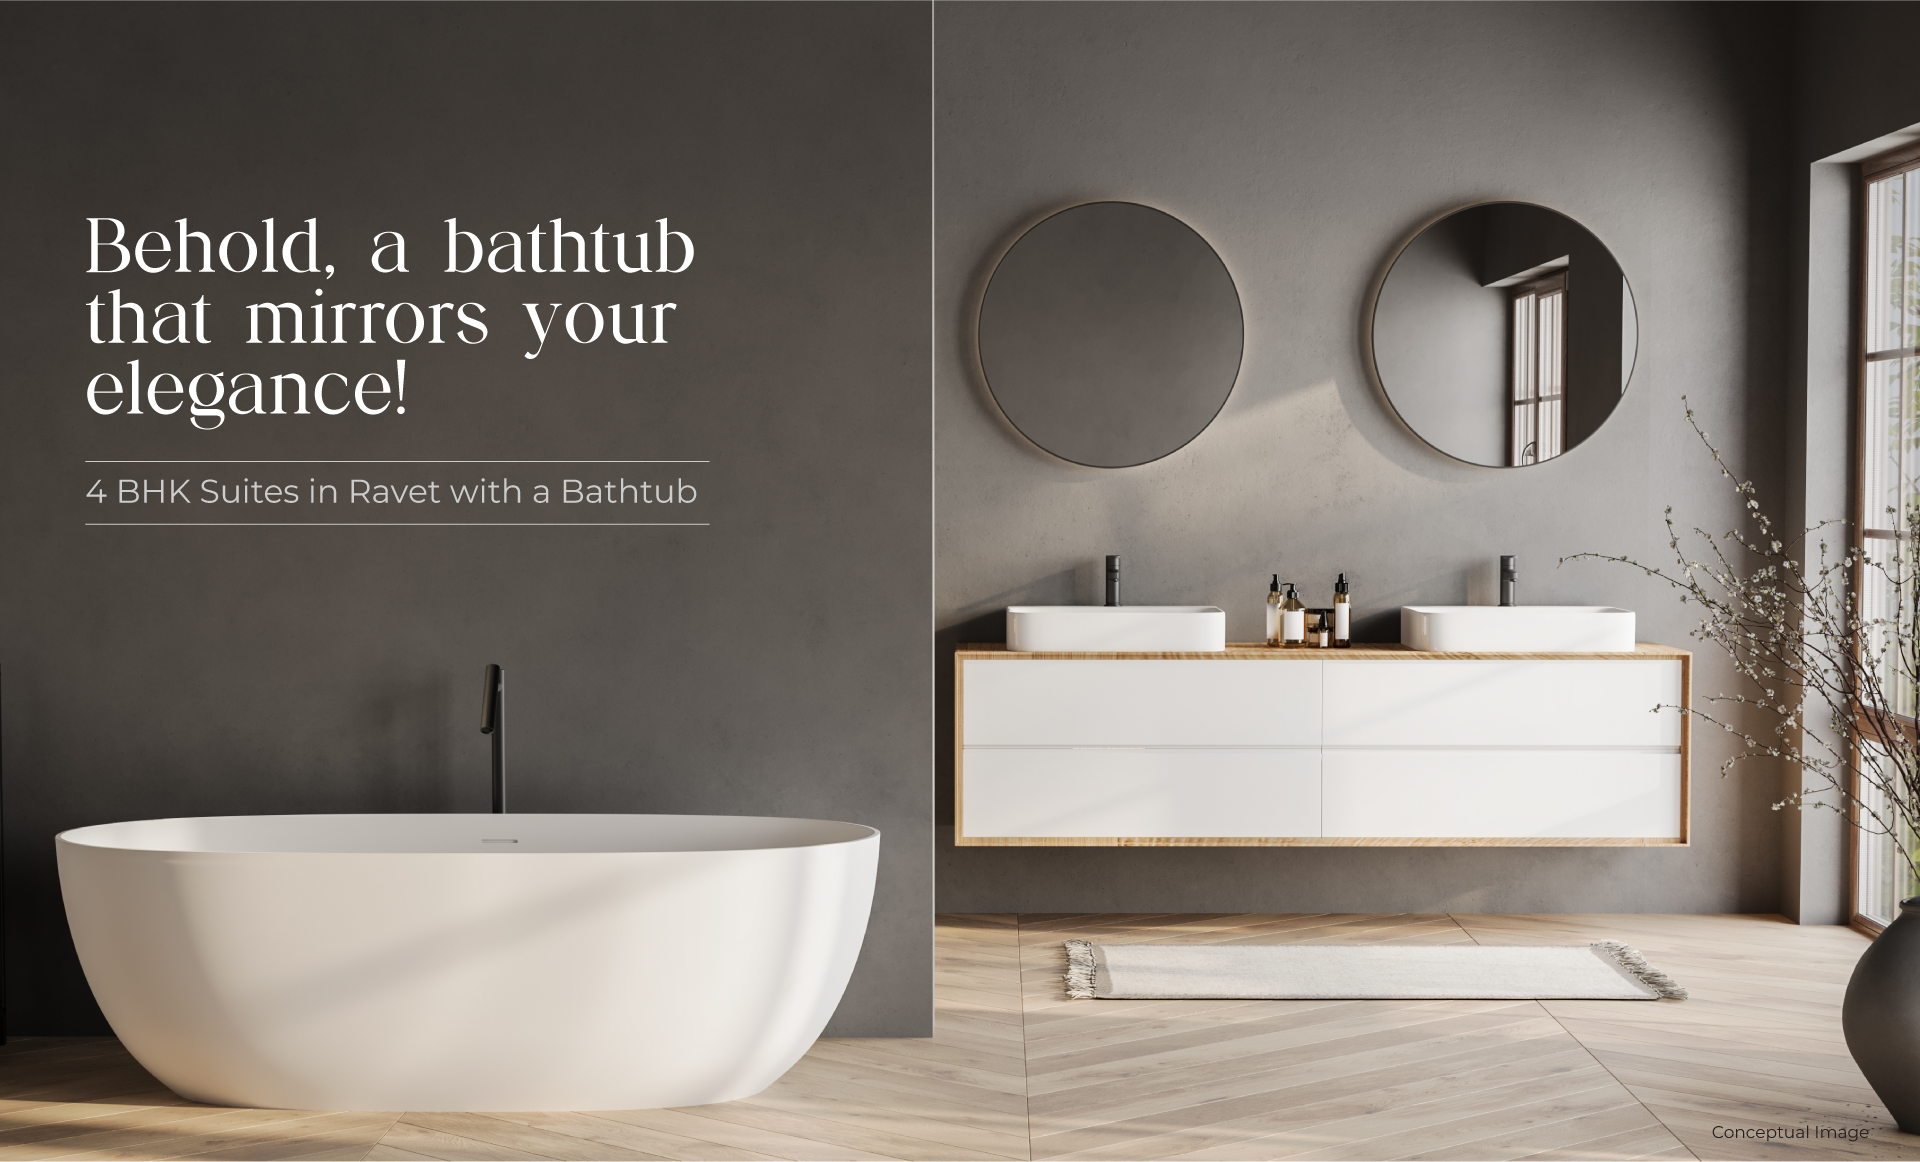 Behold, a bathtub
that mirrors your
elegance!
4 BHK Suites in Ravet with a Bathtub
Conceptual Image